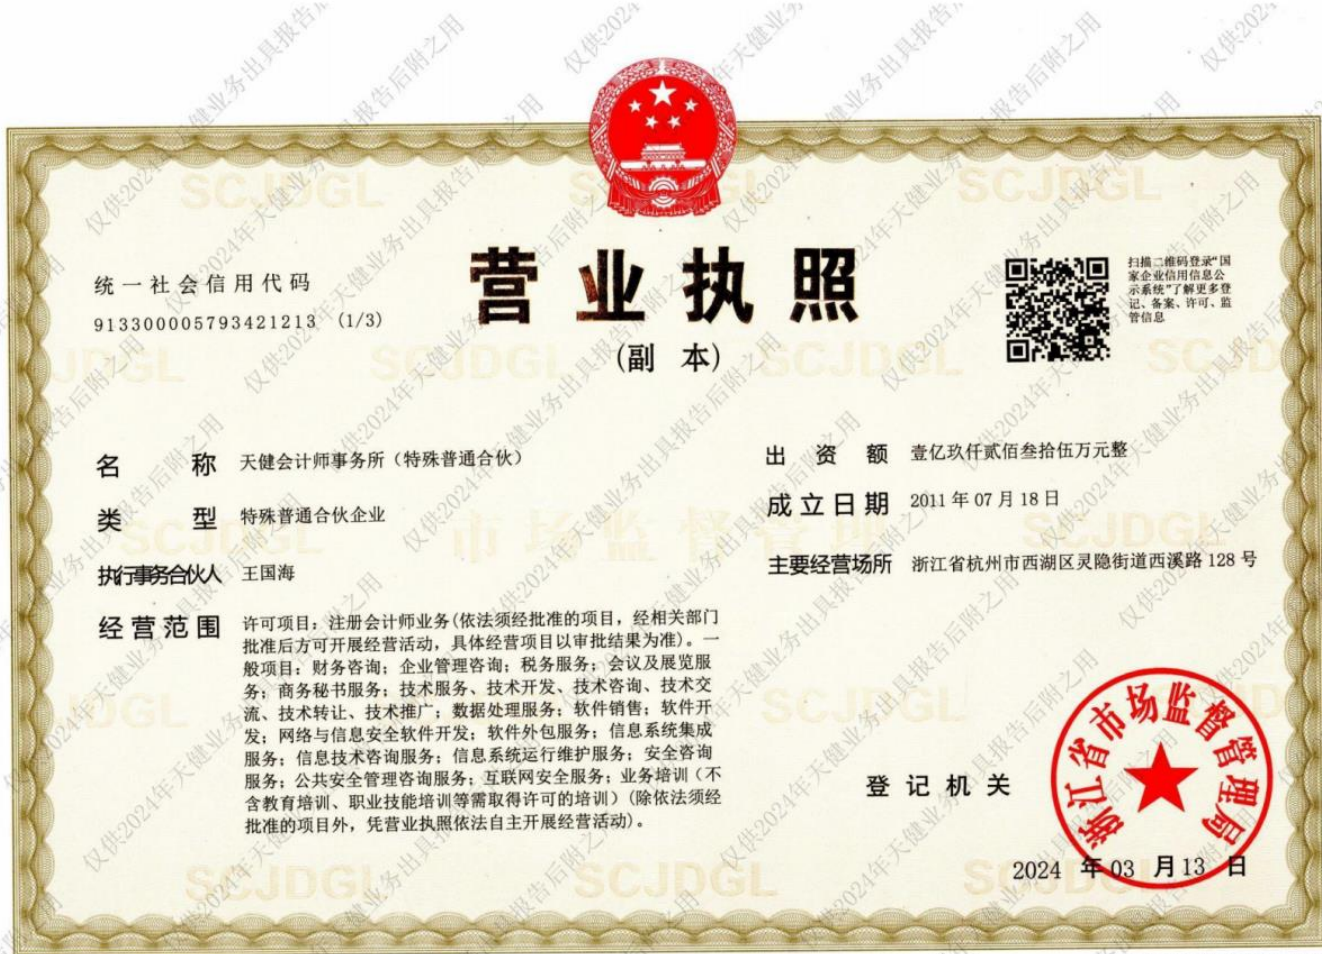 统一社会信用代码
913300005793421213 (1/3)
营业执照
(副 本)
扫描二维码登录“国
家企业信用信息公
示系统”了解更多登
记、备案、许可、监
管信息
名 称 天健会计师事务所（特殊普通合伙）
类 型 特殊普通合伙企业
执行事务合伙人 王国海
经营范围 许可项目：注册会计师业务(依法须经批准的项目，经相关部门
批准后方可开展经营活动，具体经营项目以审批结果为准)。一
般项目：财务咨询；企业管理咨询；税务服务；会议及展览服
务；商务秘书服务；技术服务、技术开发、技术咨询、技术交
流、技术转让、技术推广；数据处理服务；软件销售；软件开
发；网络与信息安全软件开发；软件外包服务；信息系统集成
服务；信息技术咨询服务；信息系统运行维护服务；安全咨询
服务；公共安全管理咨询服务；互联网安全服务；业务培训（不
含教育培训、职业技能培训等需取得许可的培训）(除依法须经
批准的项目外，凭营业执照依法自主开展经营活动)。
出 资 额 壹亿玖仟贰佰叁拾伍万元整
成立日期 2011年07月18日
主要经营场所 浙江省杭州市西湖区灵隐街道西溪路128号
登记机关
浙江省市场监督管理局
2024 年 03 月 13 日
SCJDGL
市场监督管理
仅供2024年天健业务出具报告后附之用